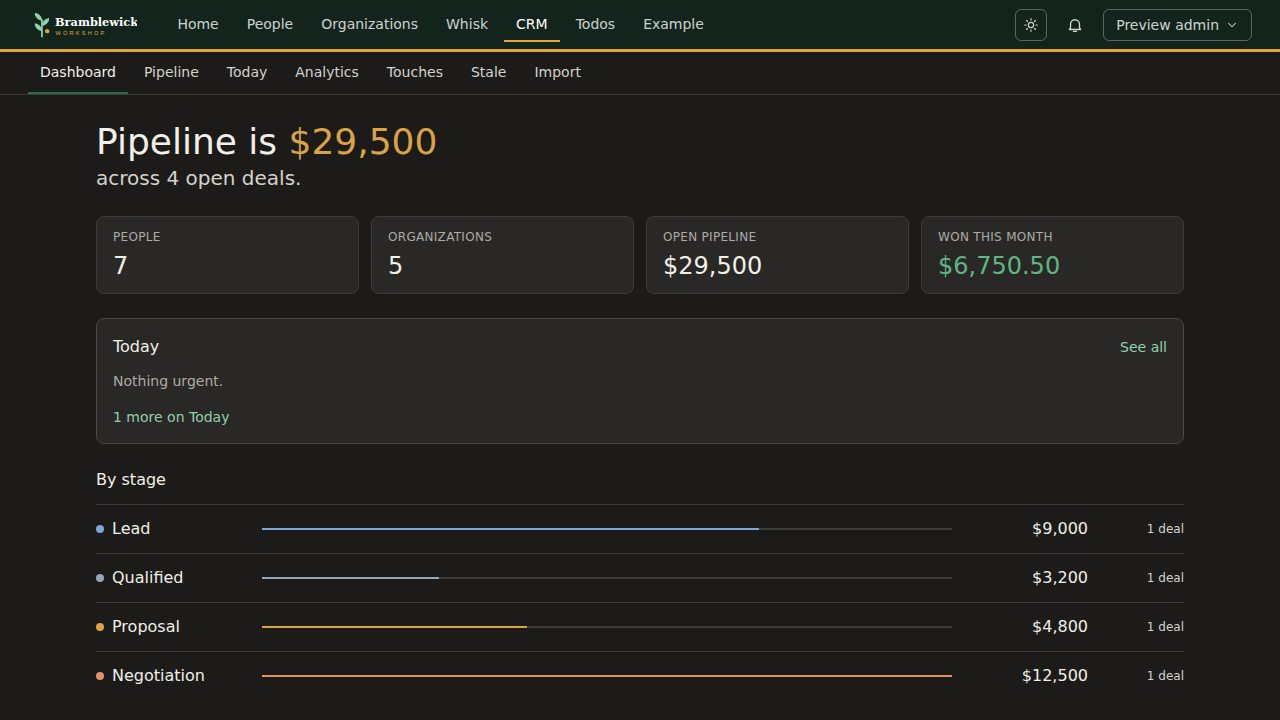 Bramblewick
WORKSHOP
Home People Organizations Whisk CRM Todos Example
Preview admin
Dashboard Pipeline Today Analytics Touches Stale Import
Pipeline is $29,500
across 4 open deals.
PEOPLE
7
ORGANIZATIONS
5
OPEN PIPELINE
$29,500
WON THIS MONTH
$6,750.50
Today
See all
Nothing urgent.
1 more on Today
By stage
Lead $9,000 1 deal
Qualified $3,200 1 deal
Proposal $4,800 1 deal
Negotiation $12,500 1 deal